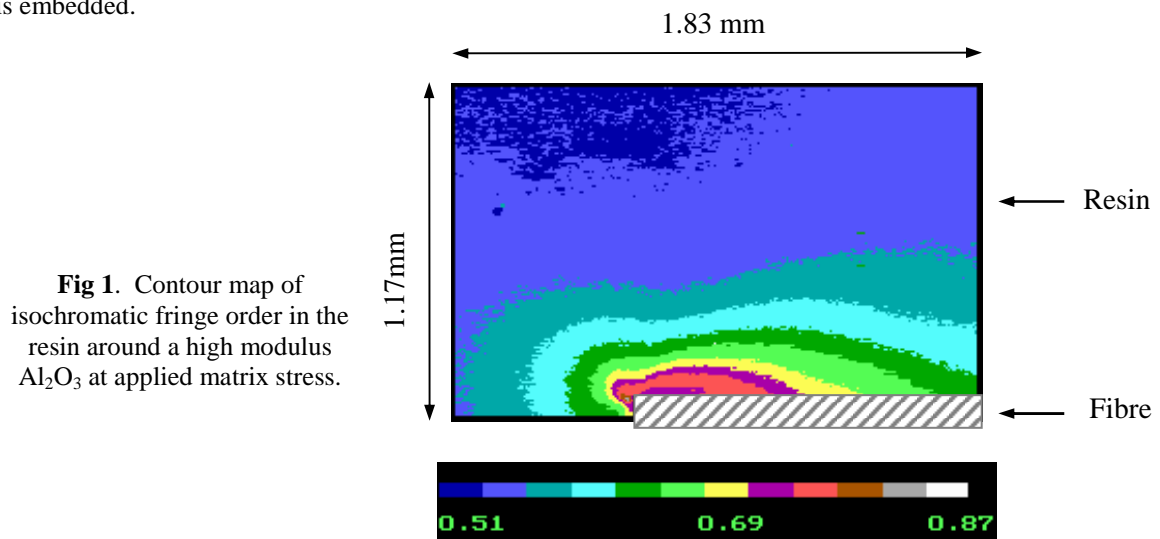 is embedded.
1.83 mm
1.17mm
Resin
Fibre
Fig 1. Contour map of
isochromatic fringe order in the
resin around a high modulus
Al₂O₃ at applied matrix stress.
0.51 0.69 0.87